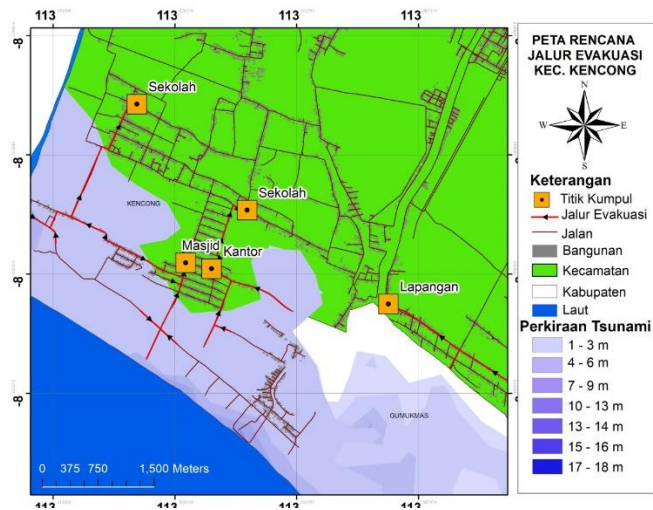 113 113 113 113
-8
-8
-8
-8
Sekolah
KENCONG
Sekolah
Masjid
Kantor
Lapangan
GUMUKMAS
0 375 750 1,500 Meters
113 113 113 113
PETA RENCANA
JALUR EVAKUASI
KEC. KENCONG
N
W E
S
Keterangan
Titik Kumpul
Jalur Evakuasi
Jalan
Bangunan
Kecamatan
Kabupaten
Laut
Perkiraan Tsunami
1 - 3 m
4 - 6 m
7 - 9 m
10 - 13 m
13 - 14 m
15 - 16 m
17 - 18 m